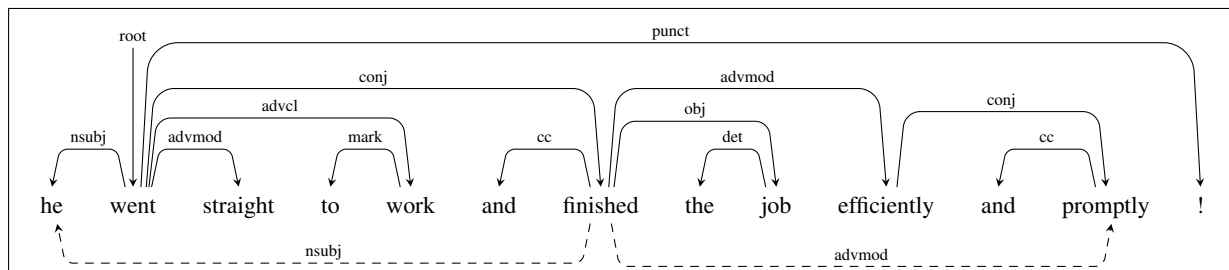 root
punct
conj
advmod
advcl
obj
conj
nsubj
advmod
mark
cc
det
cc
he went straight to work and finished the job efficiently and promptly !
nsubj
advmod